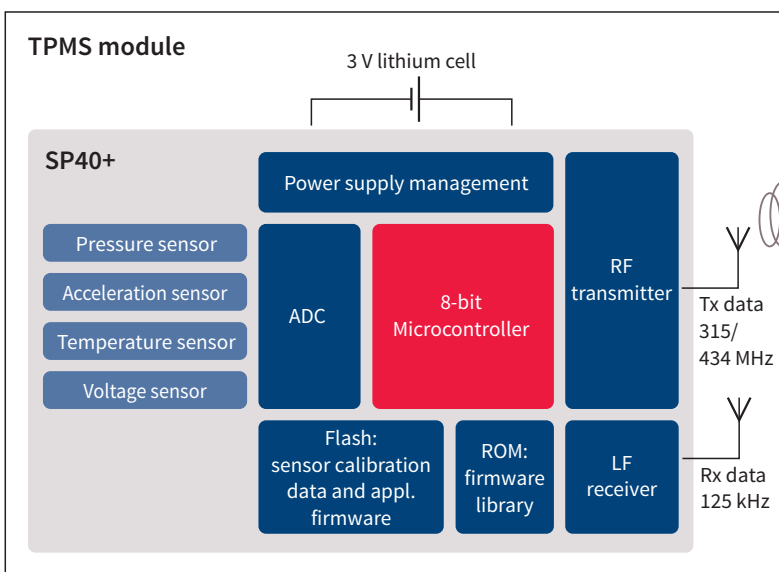 TPMS module
3 V lithium cell
SP40+
Power supply management
Pressure sensor
Acceleration sensor
Temperature sensor
Voltage sensor
ADC
8-bit
Microcontroller
RF
transmitter
Tx data
315/
434 MHz
Flash:
sensor calibration
data and appl.
firmware
ROM:
firmware
library
LF
receiver
Rx data
125 kHz